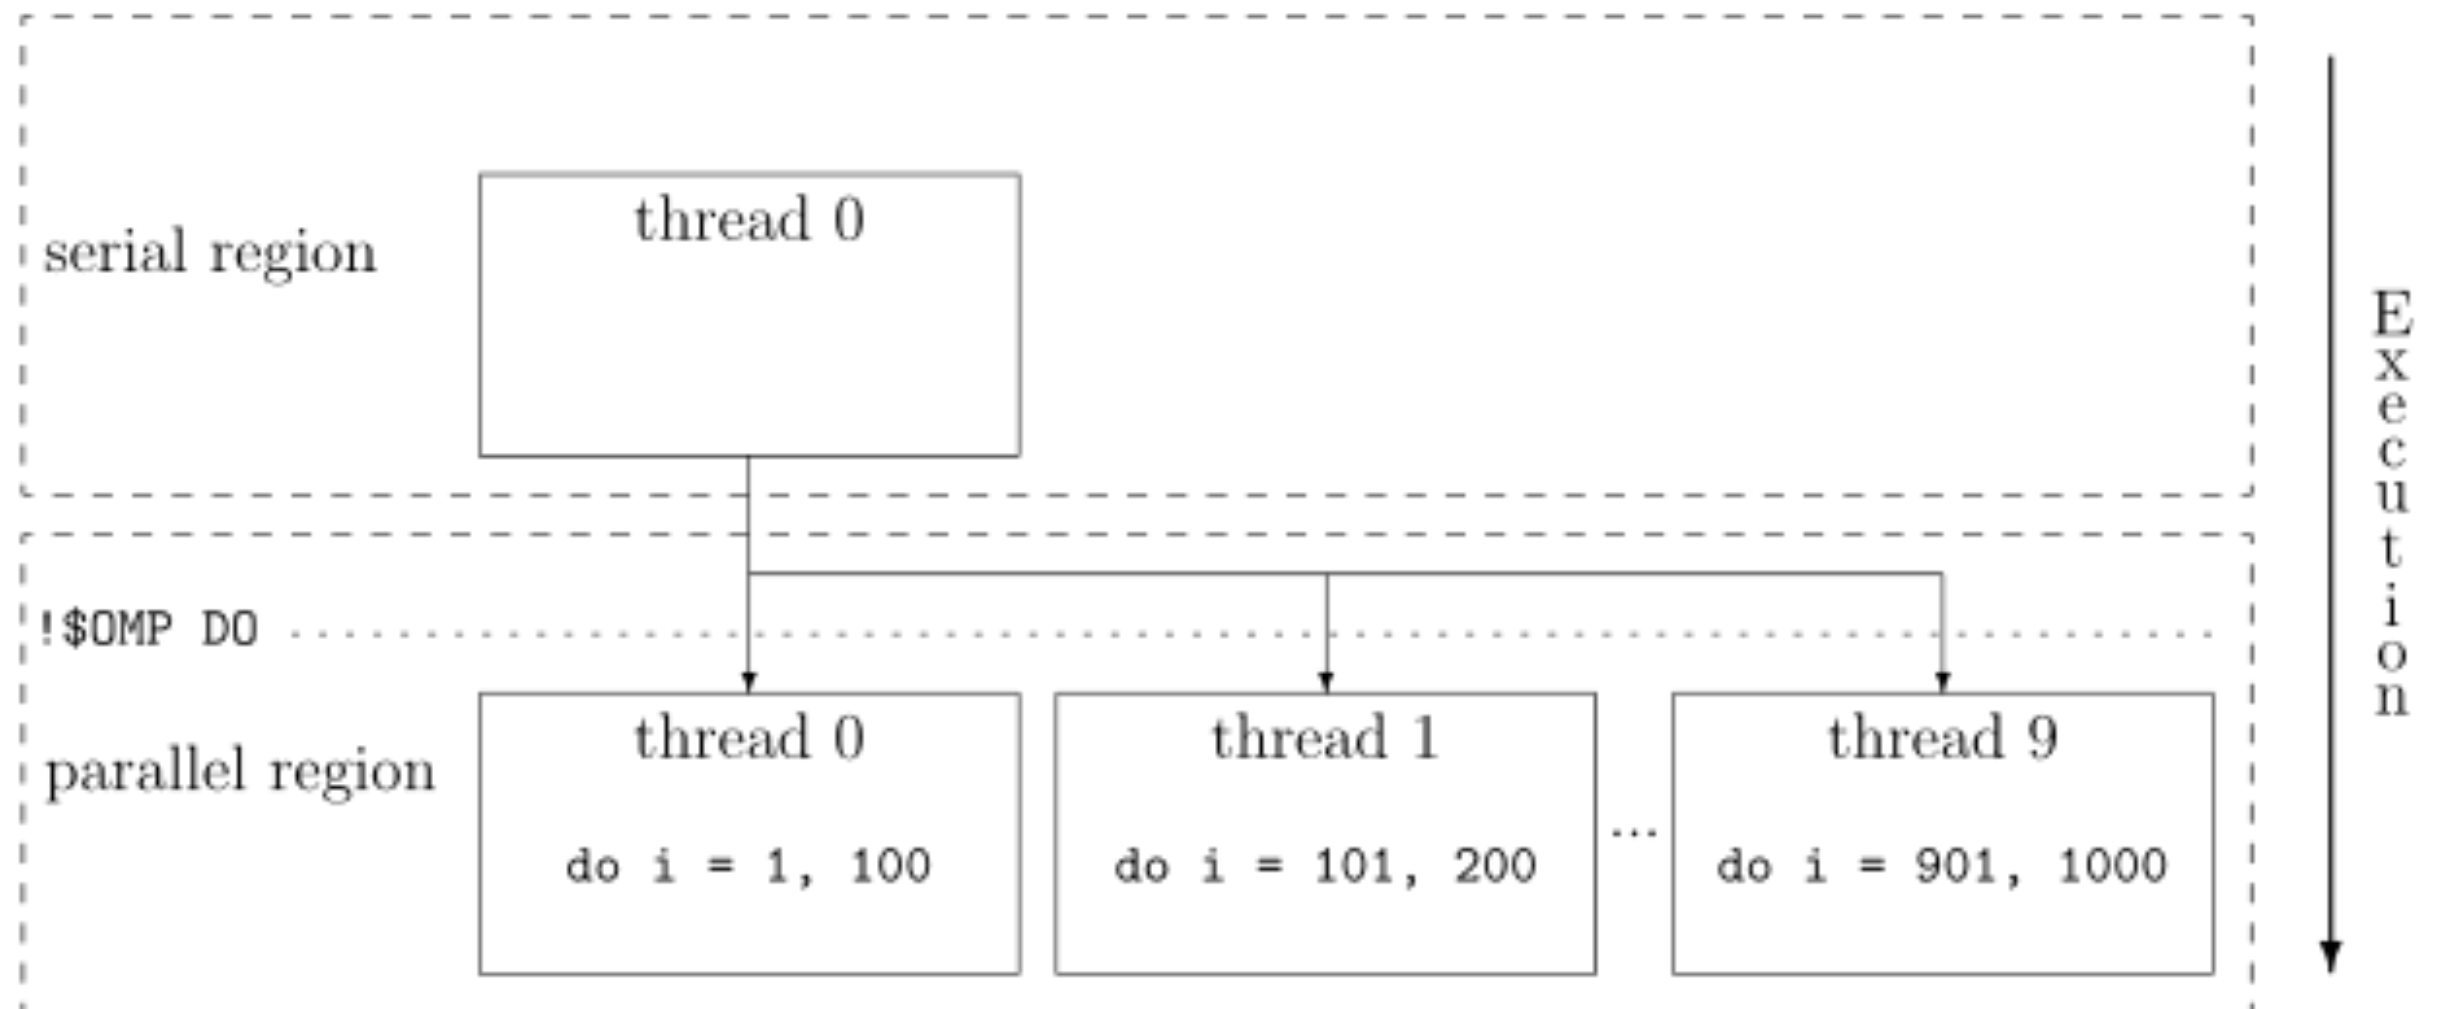 thread 0
serial region
Execution
!$OMP DO
thread 0
thread 1
thread 9
parallel region
...
do i = 1, 100
do i = 101, 200
do i = 901, 1000